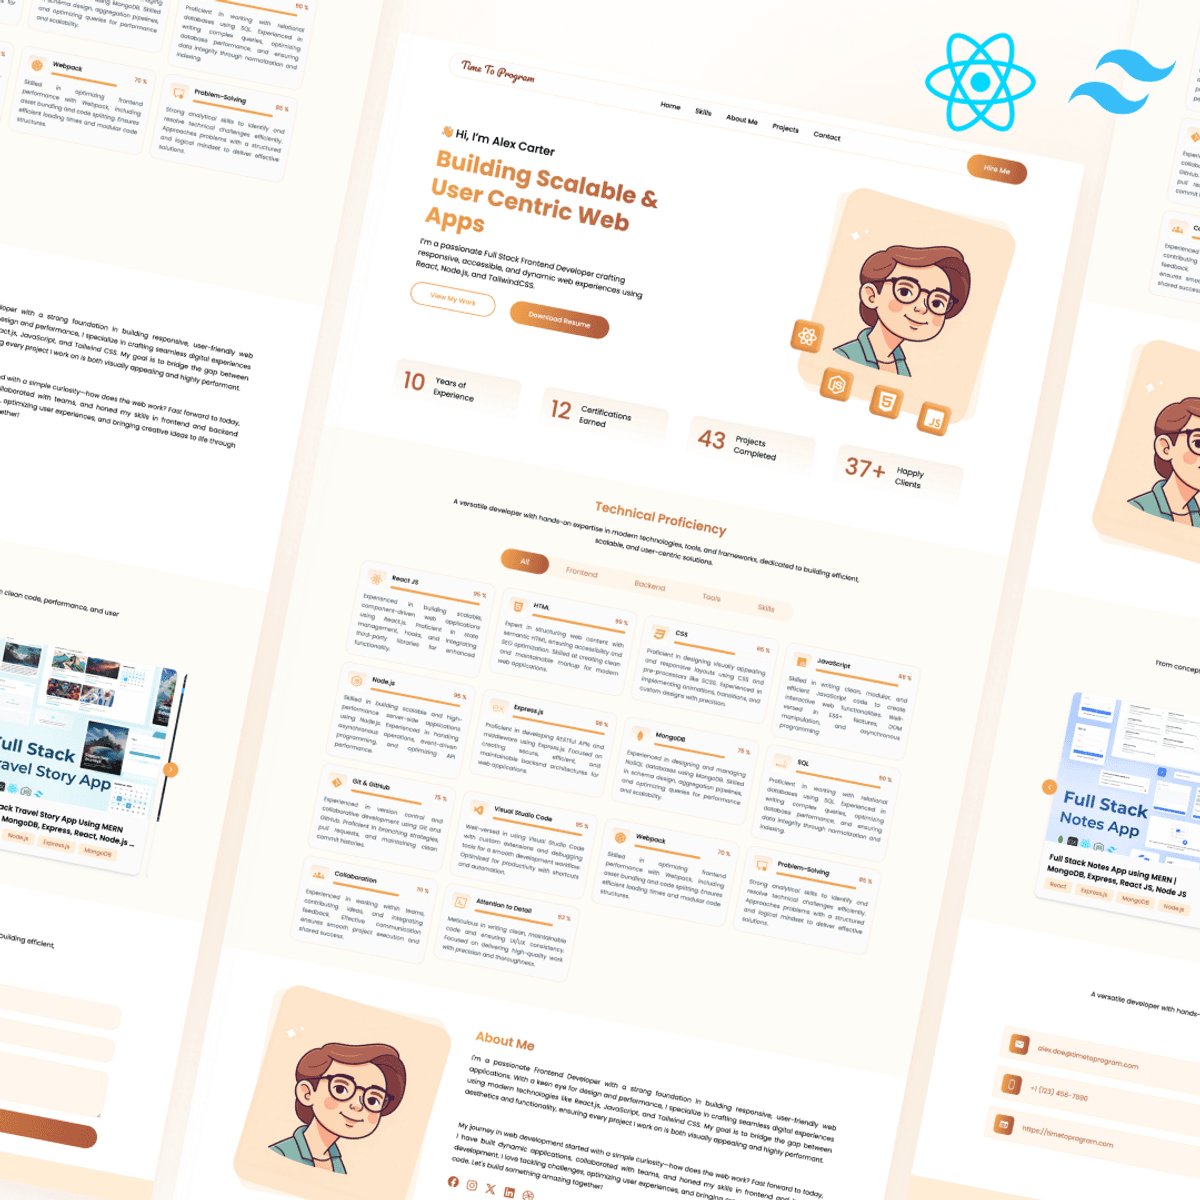 Time To Program
Home
Skills
About Me
Projects
Contact
Hire Me
👋 Hi, I'm Alex Carter
Building Scalable &
User Centric Web
Apps
I'm a passionate Full Stack Frontend Developer crafting
responsive, accessible, and dynamic web experiences using
React, Node.js, and TailwindCSS.
View My Work
Download Resume
10 Years of
Experience
12 Certifications
Earned
43 Projects
Completed
37+ Happly
Clients
Technical Proficiency
A versatile developer with hands-on expertise in modern technologies, tools, and frameworks, dedicated to building efficient,
scalable, and user-centric solutions.
All
Frontend
Backend
Tools
Skills
React JS
Experienced in building scalable,
component-driven web applications
using React.js. Proficient in state
management, hooks, and integrating
third-party libraries for enhanced
functionality.
HTML
Expert in structuring web content with
semantic HTML, ensuring accessibility and
SEO optimization. Skilled at creating clean
and maintainable markup for modern
web applications.
CSS
Proficient in designing visually appealing
and responsive layouts using CSS and
pre-processors like SCSS. Experienced in
implementing animations, transitions, and
custom designs with precision.
JavaScript
Skilled in writing clean, modular, and
efficient JavaScript code to create
interactive web functionalities. Well-
versed in ES6+ features, DOM
manipulation, and asynchronous
programming.
Node.js
Skilled in building scalable and high-
performance server-side applications
using Node.js. Experienced in handling
asynchronous operations, event-driven
programming, and optimizing API
performance.
Express.js
Proficient in developing RESTful APIs and
middleware using Express.js. Focused on
creating secure, efficient, and
maintainable backend architectures for
web applications.
MongoDB
75 %
Experienced in designing and managing
NoSQL databases using MongoDB. Skilled
in schema design, aggregation pipelines,
and optimizing queries for performance
and scalability.
SQL
90 %
Proficient in working with relational
databases using SQL. Experienced in
writing complex queries, optimizing
database performance, and ensuring
data integrity through normalization and
indexing.
Git & GitHub
75 %
Experienced in version control and
collaborative development using Git and
GitHub. Proficient in branching strategies,
pull requests, and maintaining clean
commit histories.
Visual Studio Code
95 %
Well-versed in using Visual Studio Code
with custom extensions and debugging
tools for a smooth development workflow.
Optimized for productivity with shortcuts
and automation.
Webpack
70 %
Skilled in optimizing frontend
performance with Webpack, including
asset bundling and code splitting. Ensures
efficient loading times and modular code
structures.
Problem-Solving
Strong analytical skills to identify and
resolve technical challenges efficiently.
Approaches problems with a structured
and logical mindset to deliver effective
solutions.
Collaboration
Experienced in working within teams,
contributing ideas, and integrating
feedback. Effective communication
ensures smooth project execution and
shared success.
Attention to Detail
Meticulous in writing clean, maintainable
code and ensuring UI/UX consistency.
Focused on delivering high-quality work
with precision and thoroughness.
About Me
I'm a passionate Frontend Developer with a strong foundation in building responsive, user-friendly web
applications. With a keen eye for design and performance, I specialize in crafting seamless digital experiences
using modern technologies like React.js, JavaScript, and Tailwind CSS. My goal is to bridge the gap between
aesthetics and functionality, ensuring every project I work on is both visually appealing and highly performant.
My journey in web development started with a simple curiosity—how does the web work? Fast forward to today,
I have built dynamic applications, collaborated with teams, and honed my skills in frontend and backend
development. I love tackling challenges, optimizing user experiences, and bringing
code. Let's build something amazing together!
Full Stack
Travel Story App
Travel Story App Using MERN
MongoDB, Express, React, Node.js ...
Node.js
Express.js
MongoDB
Full Stack
Notes App
Full Stack Notes App using MERN |
MongoDB, Express, React JS, Node JS
React
Express.js
MongoDB
Node.js
A versatile developer with
alex.doe@timetoprogram.com
+1 (123) 456-7890
https://timetoprogram.com